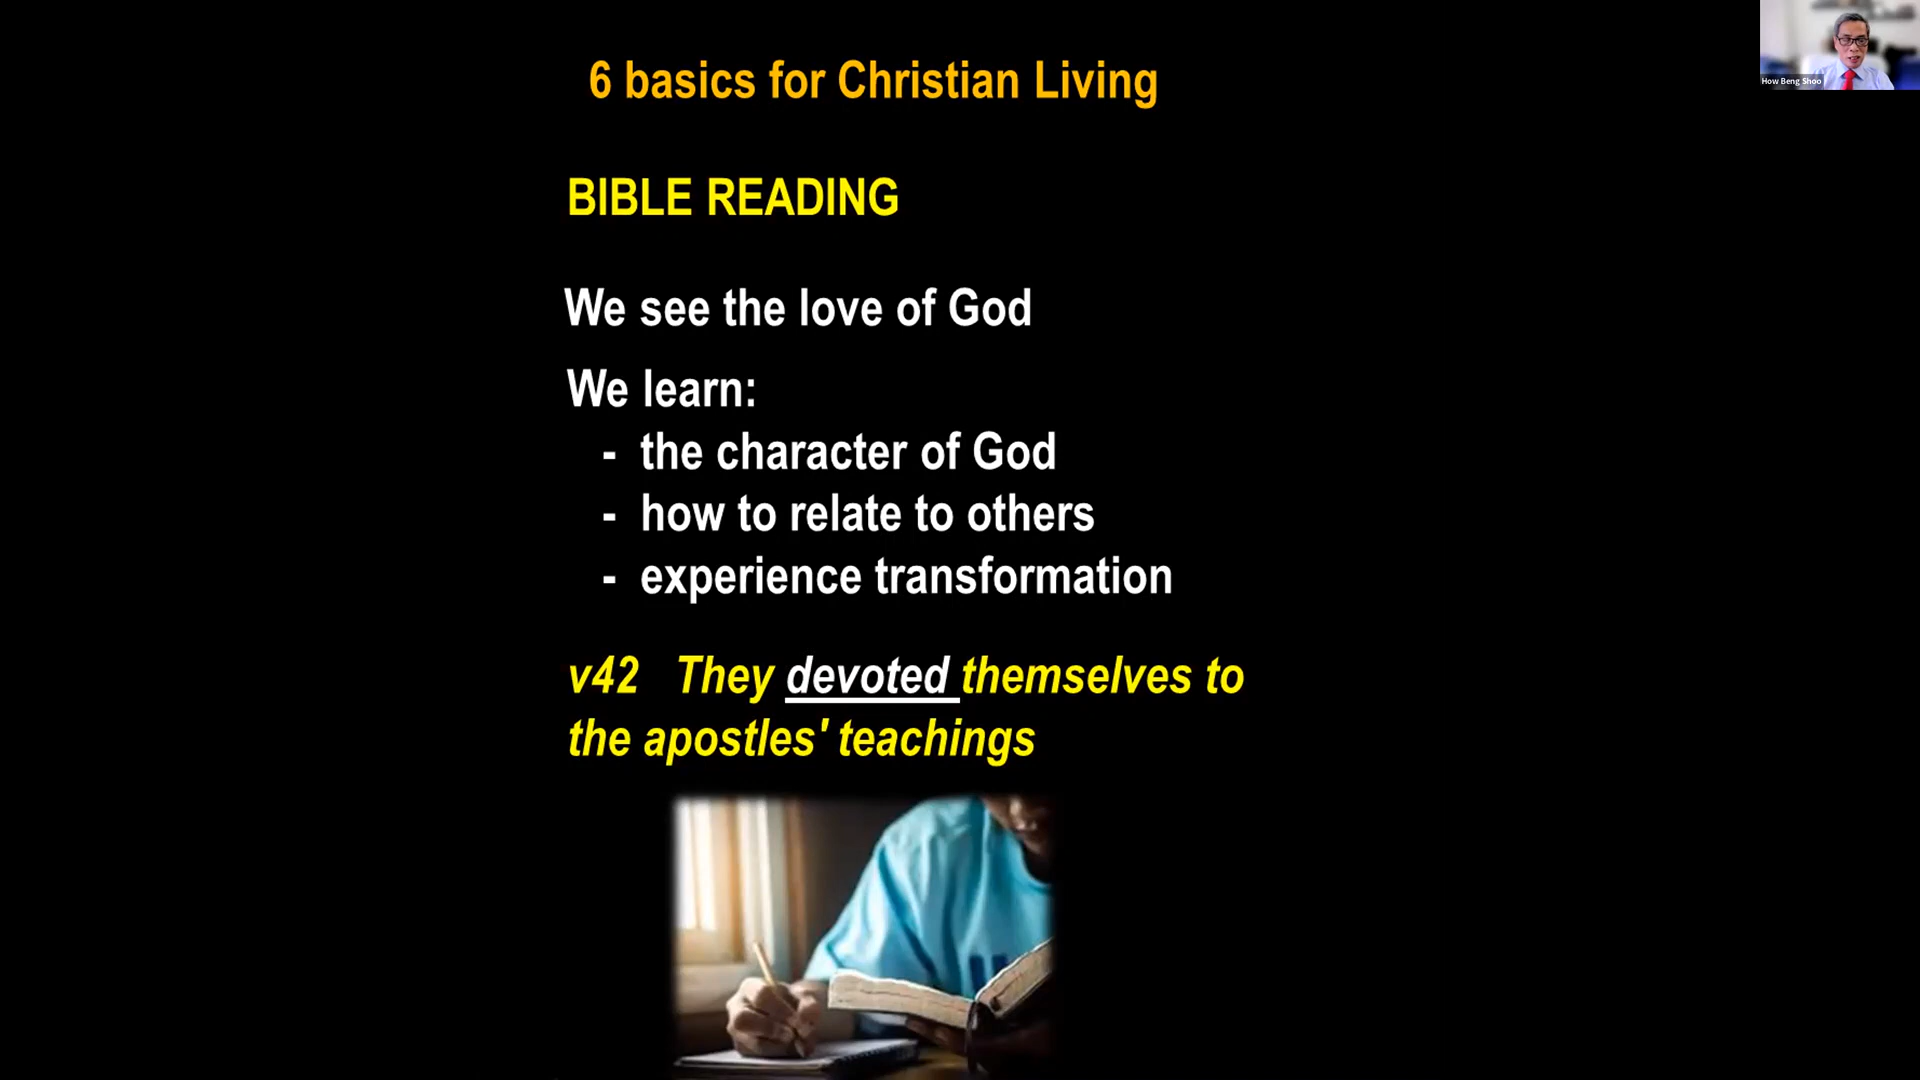 6 basics for Christian Living
How Beng Shoo
BIBLE READING
We see the love of God
We learn:
- the character of God
- how to relate to others
- experience transformation
v42 They devoted themselves to
the apostles' teachings